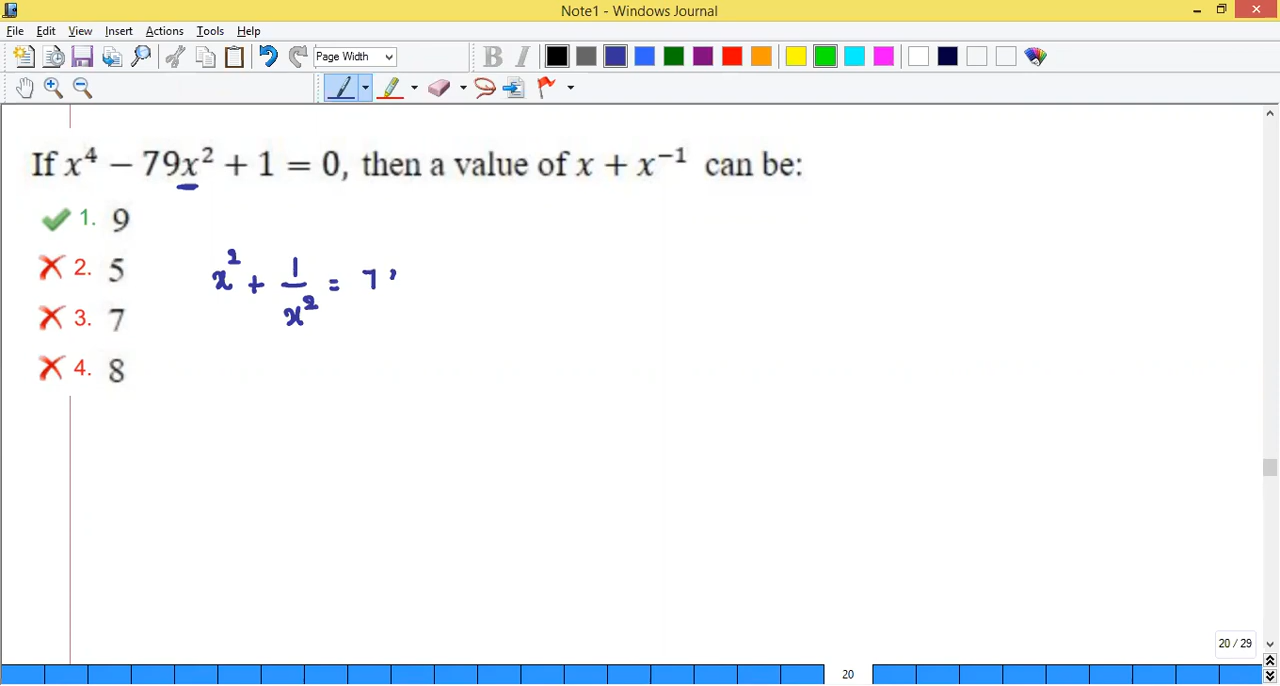 Note1 - Windows Journal
File Edit View Insert Actions Tools Help
Page Width B I
If x⁴ − 79x² + 1 = 0, then a value of x + x⁻¹ can be:
1. 9
2. 5
x² + 1/x² = 7
3. 7
4. 8
20 / 29
20